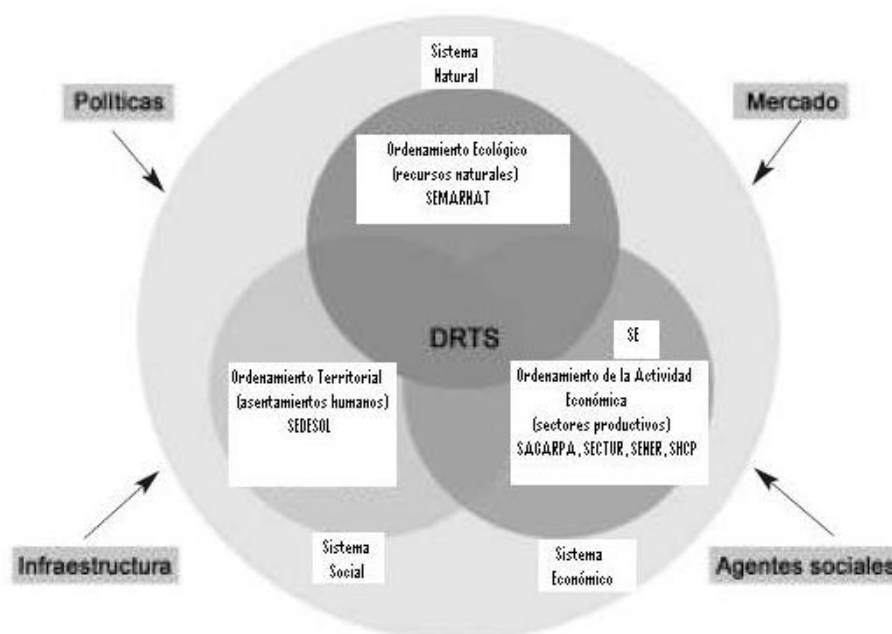 Sistema
Natural
Políticas
Mercado
Ordenamiento Ecológico
(recursos naturales)
SEMARNAT
DRTS
SE
Ordenamiento Territorial
(asentamientos humanos)
SEDESOL
Ordenamiento de la Actividad
Económica
(sectores productivos)
SAGARPA, SECTUR, SENER, SHCP
Sistema
Social
Sistema
Económico
Infraestructura
Agentes sociales